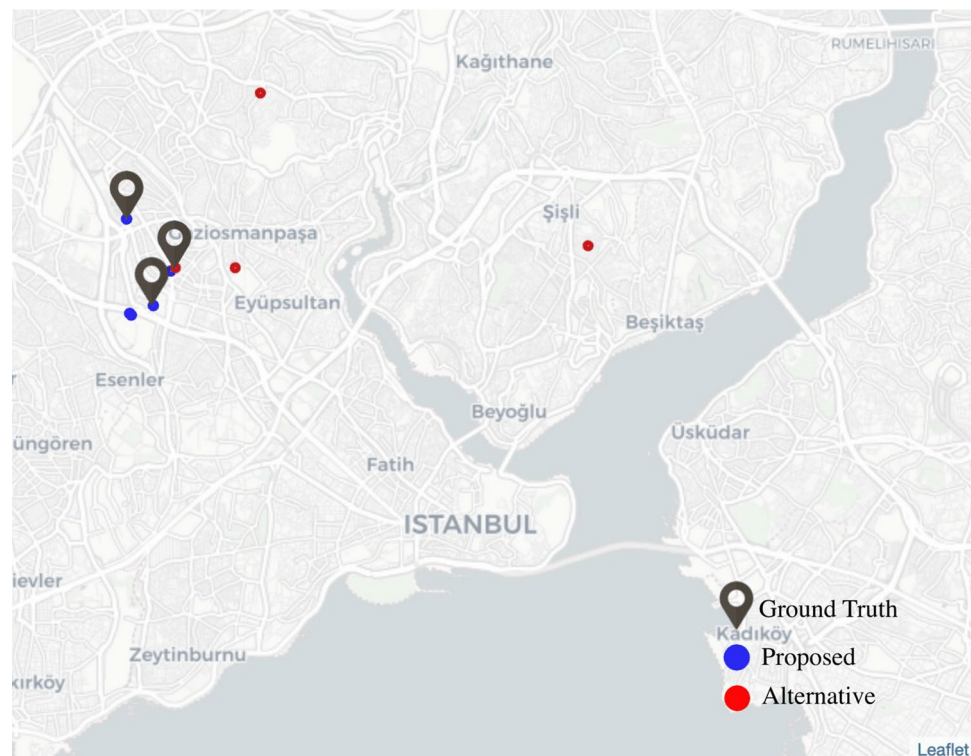 RUMELIHISARI
Kağıthane
Şişli
ziosmanpaşa
Eyüpsultan
Beşiktaş
Esenler
Beyoğlu
Üsküdar
üngören
Fatih
ISTANBUL
ievler
Ground Truth
Kadıköy
Zeytinburnu
Proposed
kırköy
Alternative
Leaflet